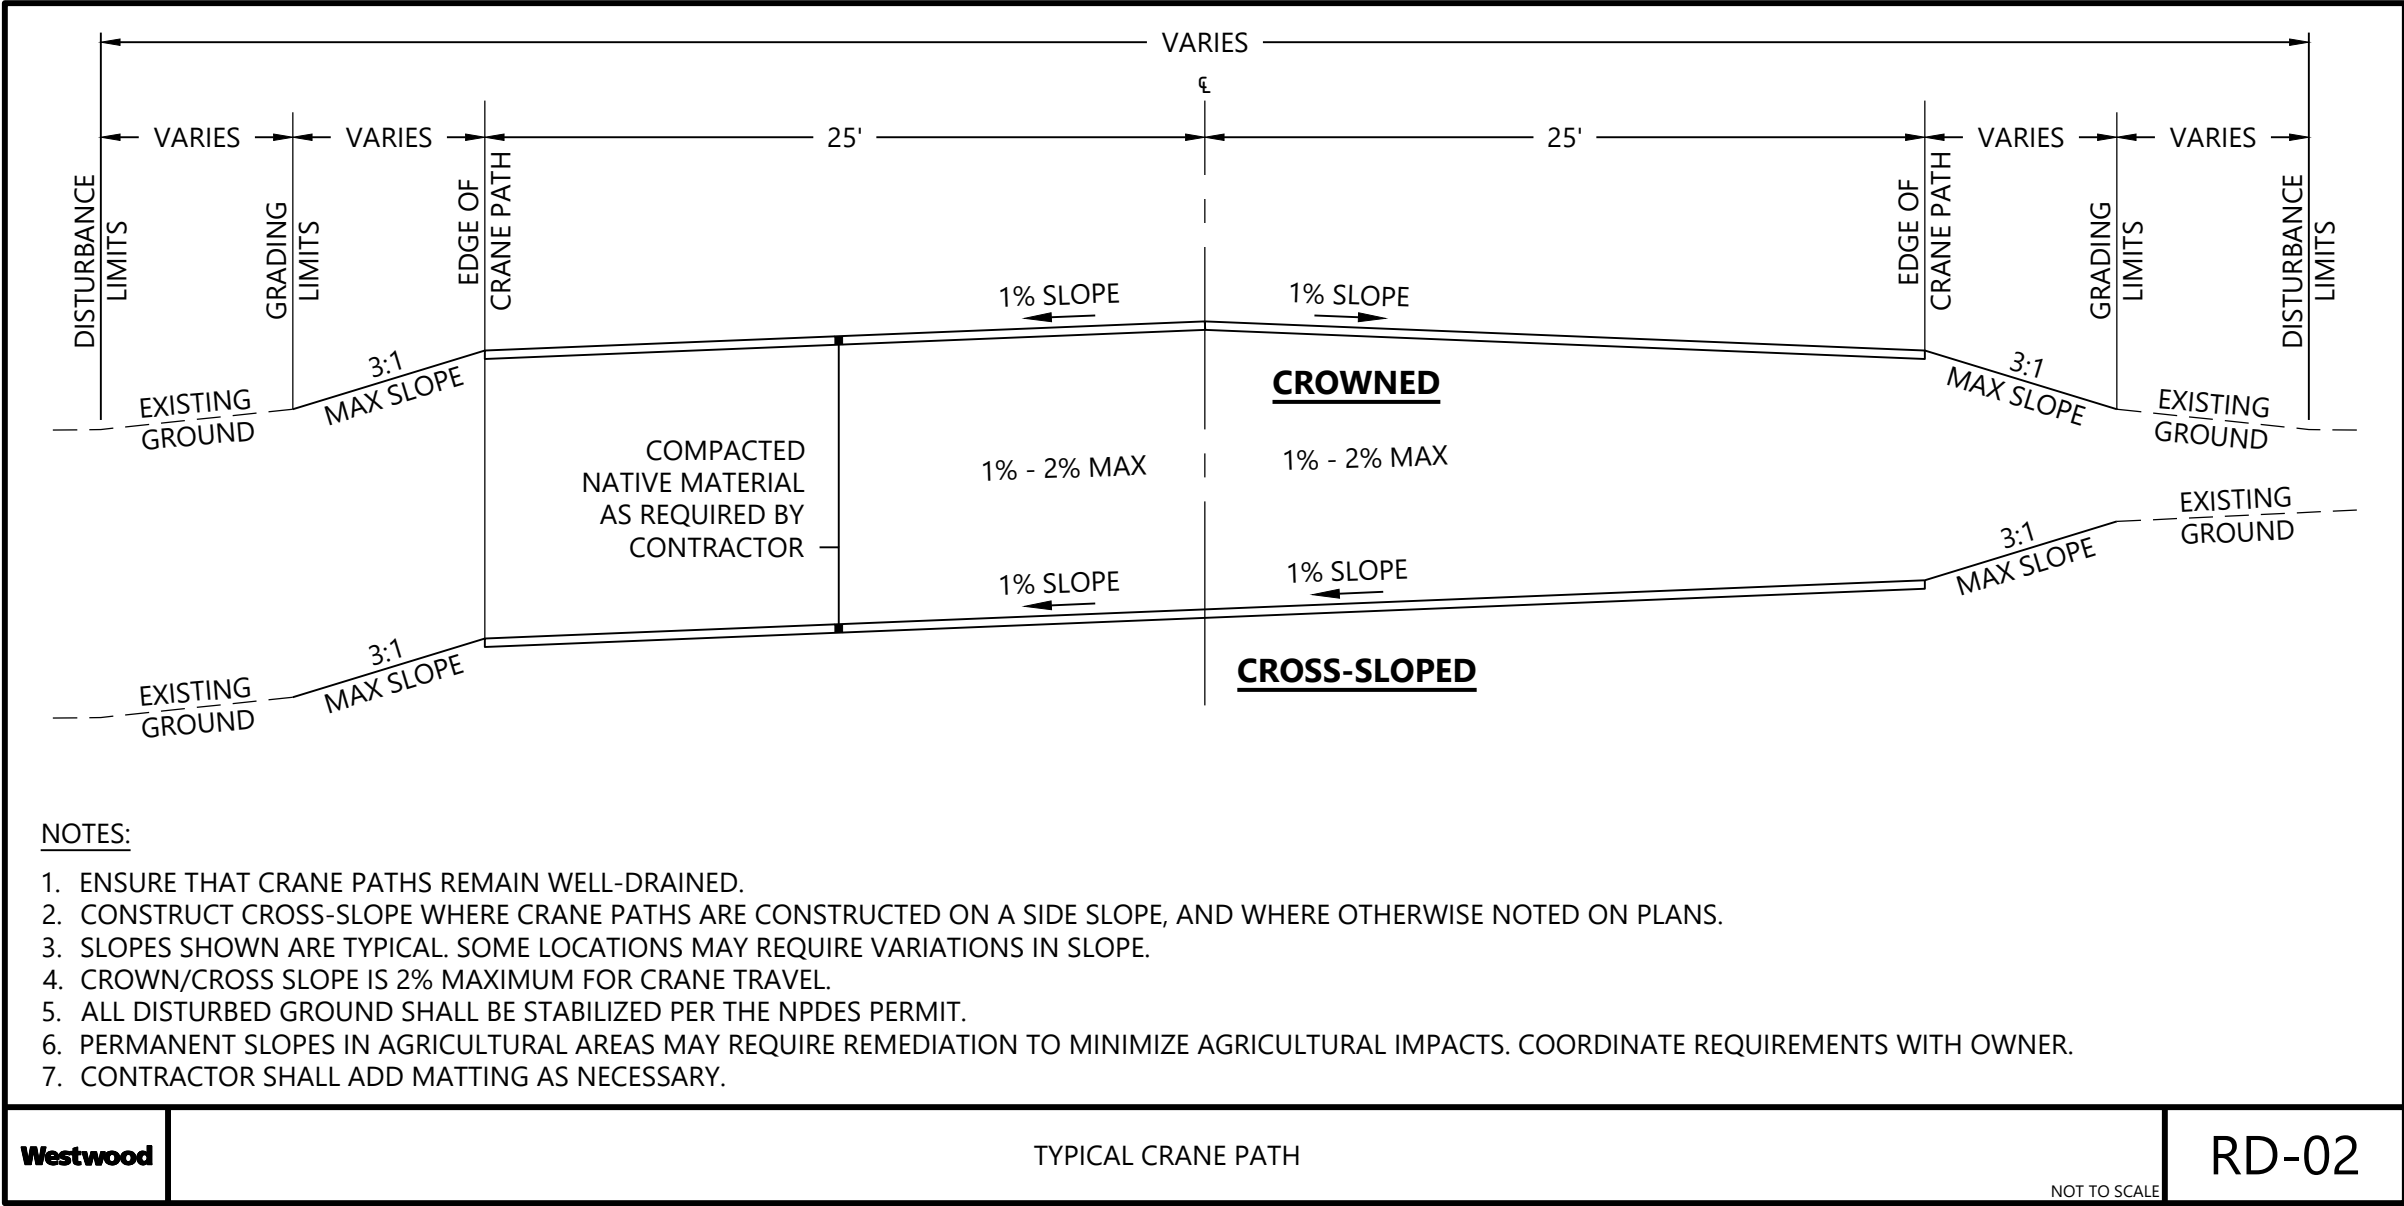 VARIES
℄
VARIES
VARIES
25'
25'
VARIES
VARIES
DISTURBANCE
LIMITS
GRADING
LIMITS
EDGE OF
CRANE PATH
EDGE OF
CRANE PATH
GRADING
LIMITS
DISTURBANCE
LIMITS
1% SLOPE
1% SLOPE
3:1
MAX SLOPE
3:1
MAX SLOPE
EXISTING
GROUND
CROWNED
EXISTING
GROUND
COMPACTED
NATIVE MATERIAL
AS REQUIRED BY
CONTRACTOR
1% - 2% MAX
1% - 2% MAX
EXISTING
GROUND
3:1
MAX SLOPE
1% SLOPE
1% SLOPE
3:1
MAX SLOPE
CROSS-SLOPED
EXISTING
GROUND
NOTES:
1. ENSURE THAT CRANE PATHS REMAIN WELL-DRAINED.
2. CONSTRUCT CROSS-SLOPE WHERE CRANE PATHS ARE CONSTRUCTED ON A SIDE SLOPE, AND WHERE OTHERWISE NOTED ON PLANS.
3. SLOPES SHOWN ARE TYPICAL. SOME LOCATIONS MAY REQUIRE VARIATIONS IN SLOPE.
4. CROWN/CROSS SLOPE IS 2% MAXIMUM FOR CRANE TRAVEL.
5. ALL DISTURBED GROUND SHALL BE STABILIZED PER THE NPDES PERMIT.
6. PERMANENT SLOPES IN AGRICULTURAL AREAS MAY REQUIRE REMEDIATION TO MINIMIZE AGRICULTURAL IMPACTS. COORDINATE REQUIREMENTS WITH OWNER.
7. CONTRACTOR SHALL ADD MATTING AS NECESSARY.
Westwood
TYPICAL CRANE PATH
NOT TO SCALE
RD-02